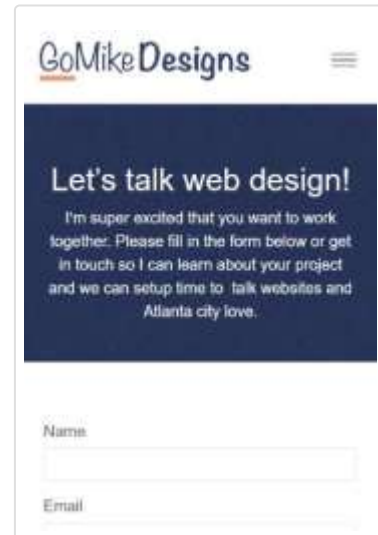 GoMike Designs
Let's talk web design!
I'm super excited that you want to work
together. Please fill in the form below or get
in touch so I can learn about your project
and we can setup time to talk websites and
Atlanta city love.
Name
Email